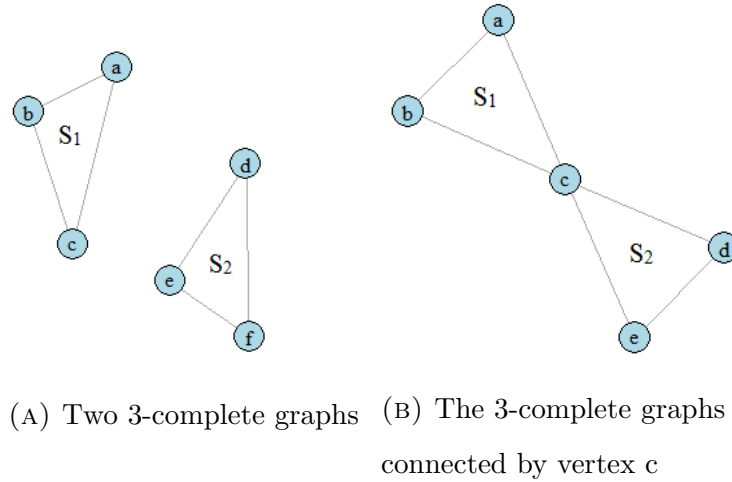 a
b
S1
c
d
e
S2
f
a
b
S1
c
d
S2
e
(A) Two 3-complete graphs
(B) The 3-complete graphs
connected by vertex c